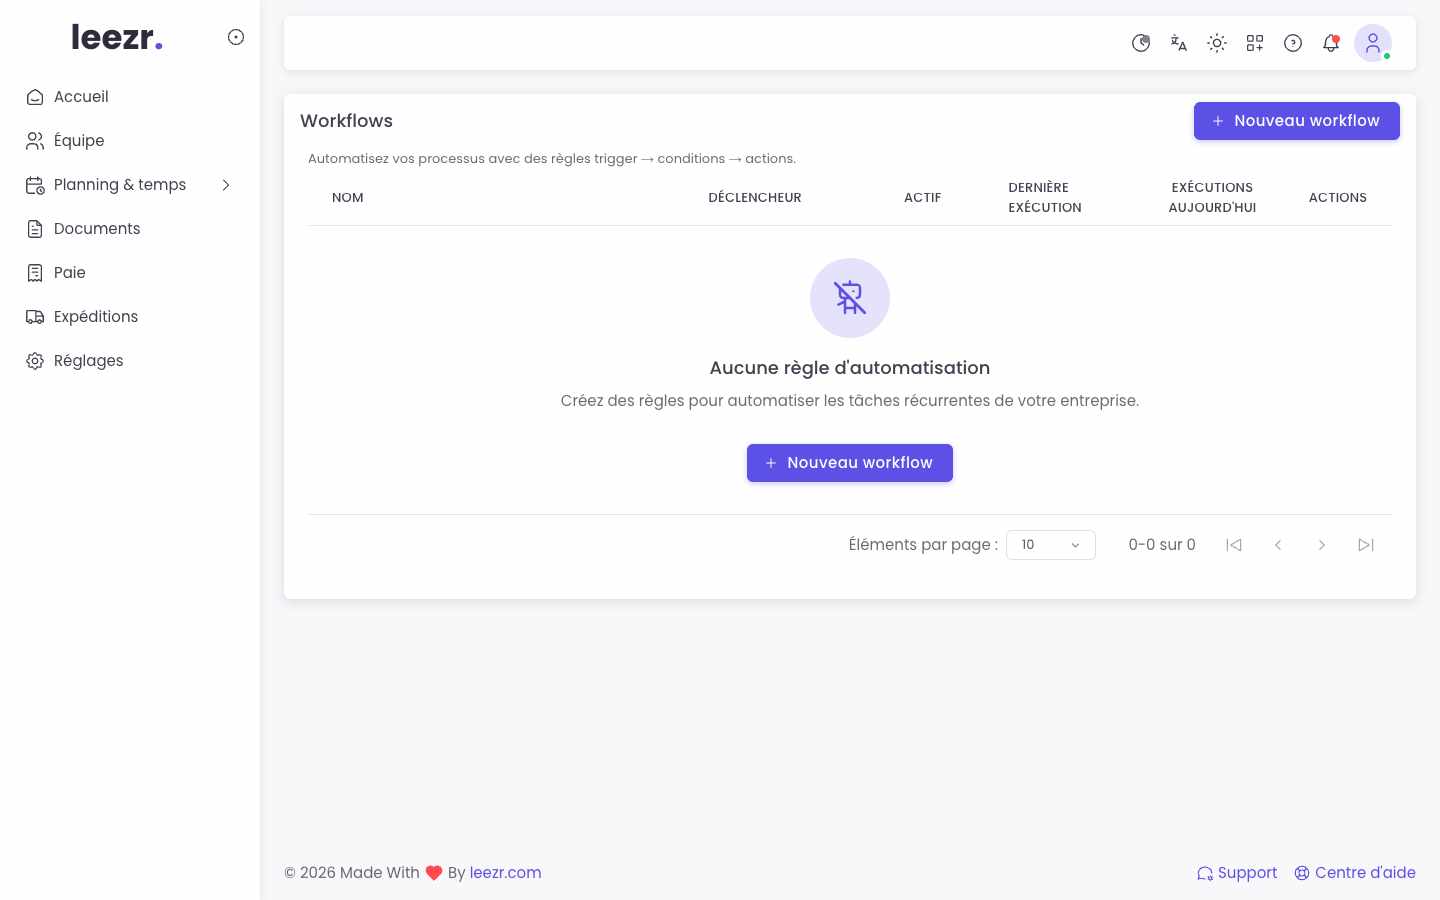 leezr.
Accueil
Équipe
Planning & temps
Documents
Paie
Expéditions
Réglages
Workflows
Nouveau workflow
Automatisez vos processus avec des règles trigger → conditions → actions.
NOM
DÉCLENCHEUR
ACTIF
DERNIÈRE
EXÉCUTION
EXÉCUTIONS
AUJOURD'HUI
ACTIONS
Aucune règle d'automatisation
Créez des règles pour automatiser les tâches récurrentes de votre entreprise.
Nouveau workflow
Éléments par page : 10 0-0 sur 0
© 2026 Made With ❤ By leezr.com
Support
Centre d'aide